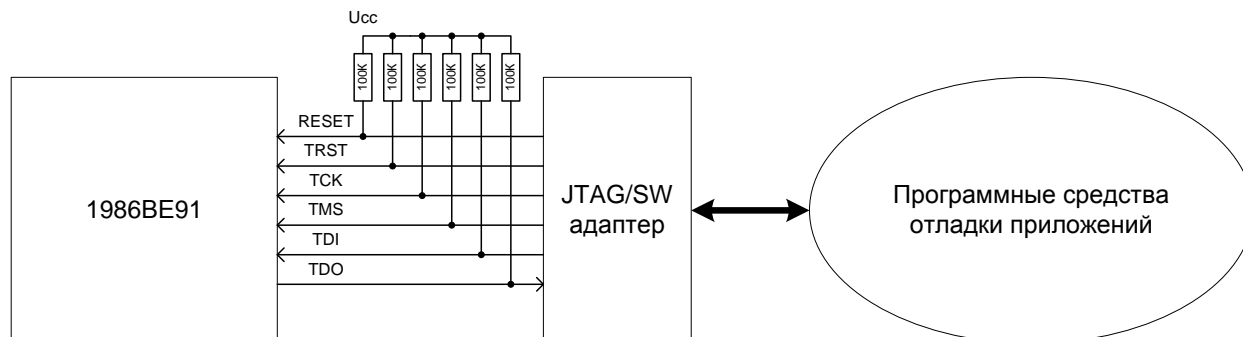 Ucc
100K
100K
100K
100K
100K
100K
RESET
TRST
TCK
TMS
TDI
TDO
1986BE91
JTAG/SW
адаптер
Программные средства
отладки приложений